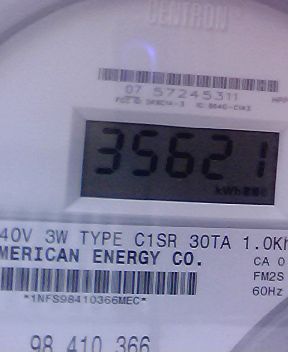 CENTRON
07 57245311
35621
kWh
40V 3W TYPE C1SR 30TA 1.0Kh
MERICAN ENERGY CO.
CA 0
FM2S
60Hz
*1NFS98410366MEC*
98 410 366